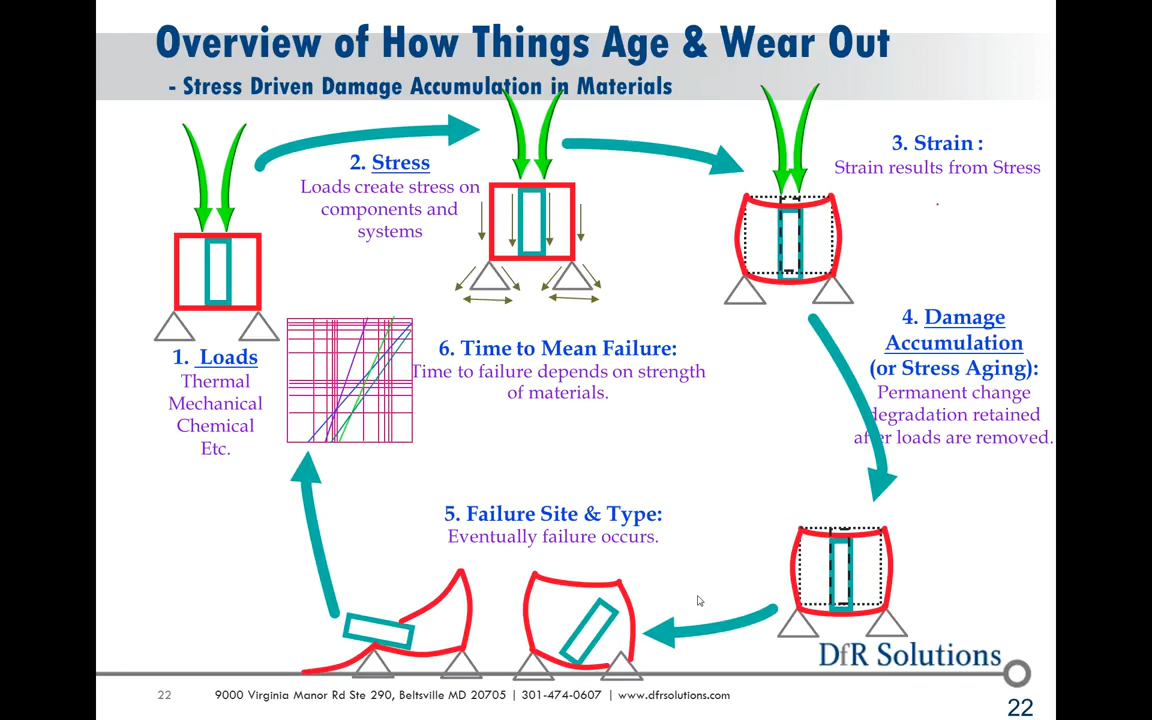 Overview of How Things Age & Wear Out
- Stress Driven Damage Accumulation in Materials
1. Loads
Thermal
Mechanical
Chemical
Etc.
2. Stress
Loads create stress on
components and
systems
3. Strain :
Strain results from Stress
.
4. Damage
Accumulation
(or Stress Aging):
Permanent change
degradation retained
after loads are removed.
5. Failure Site & Type:
Eventually failure occurs.
6. Time to Mean Failure:
Time to failure depends on strength
of materials.
DfR Solutions
22
9000 Virginia Manor Rd Ste 290, Beltsville MD 20705 | 301-474-0607 | www.dfrsolutions.com
22